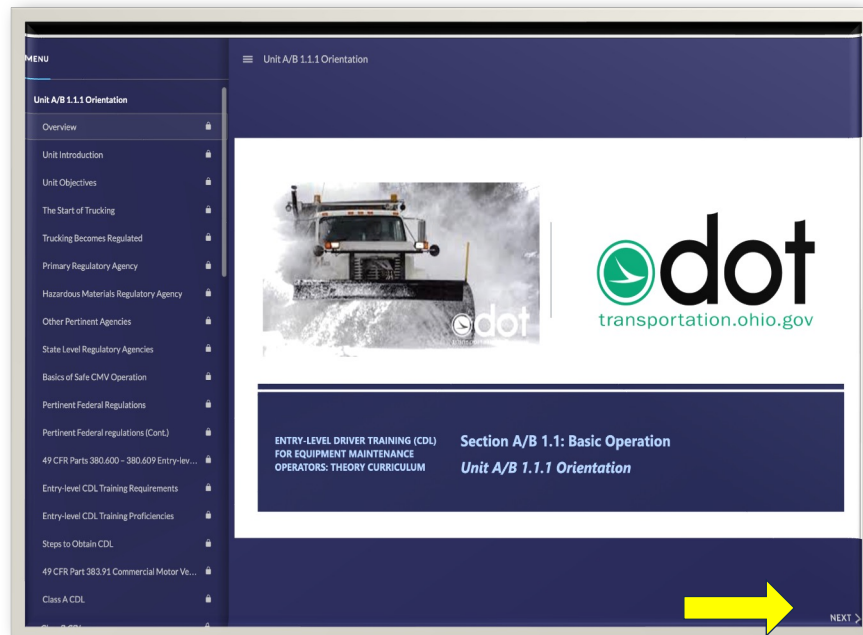 MENU
Unit A/B 1.1.1 Orientation
Unit A/B 1.1.1 Orientation
Overview
Unit Introduction
Unit Objectives
The Start of Trucking
Trucking Becomes Regulated
Primary Regulatory Agency
Hazardous Materials Regulatory Agency
Other Pertinent Agencies
State Level Regulatory Agencies
Basics of Safe CMV Operation
Pertinent Federal Regulations
Pertinent Federal regulations (Cont.)
49 CFR Parts 380.600 – 380.609 Entry-lev...
Entry-level CDL Training Requirements
Entry-level CDL Training Proficiencies
Steps to Obtain CDL
49 CFR Part 383.91 Commercial Motor Ve...
Class A CDL
odot
odot
transportation.ohio.gov
ENTRY-LEVEL DRIVER TRAINING (CDL)
FOR EQUIPMENT MAINTENANCE
OPERATORS: THEORY CURRICULUM
Section A/B 1.1: Basic Operation
Unit A/B 1.1.1 Orientation
NEXT